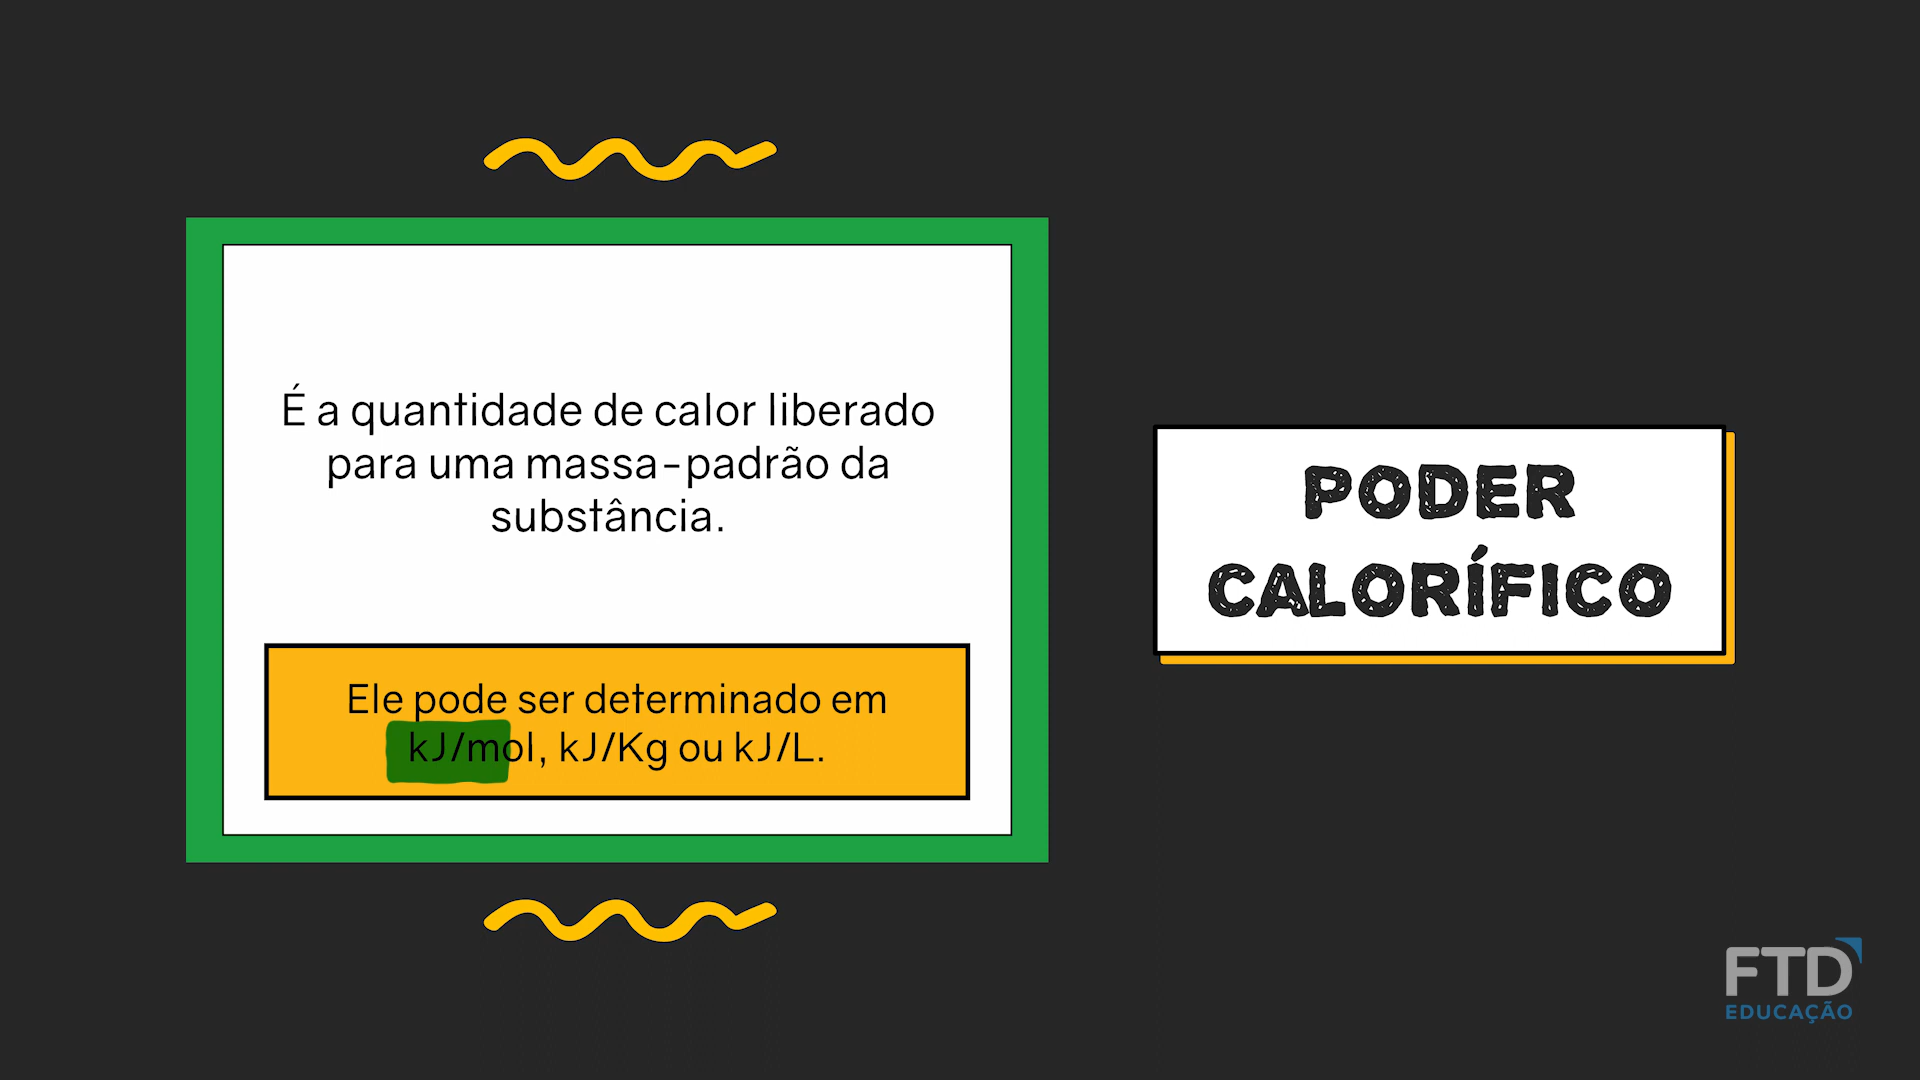 É a quantidade de calor liberado
para uma massa-padrão da
substância.
Ele pode ser determinado em
kJ/mol, kJ/Kg ou kJ/L.
PODER
CALORÍFICO
FTD
EDUCAÇÃO